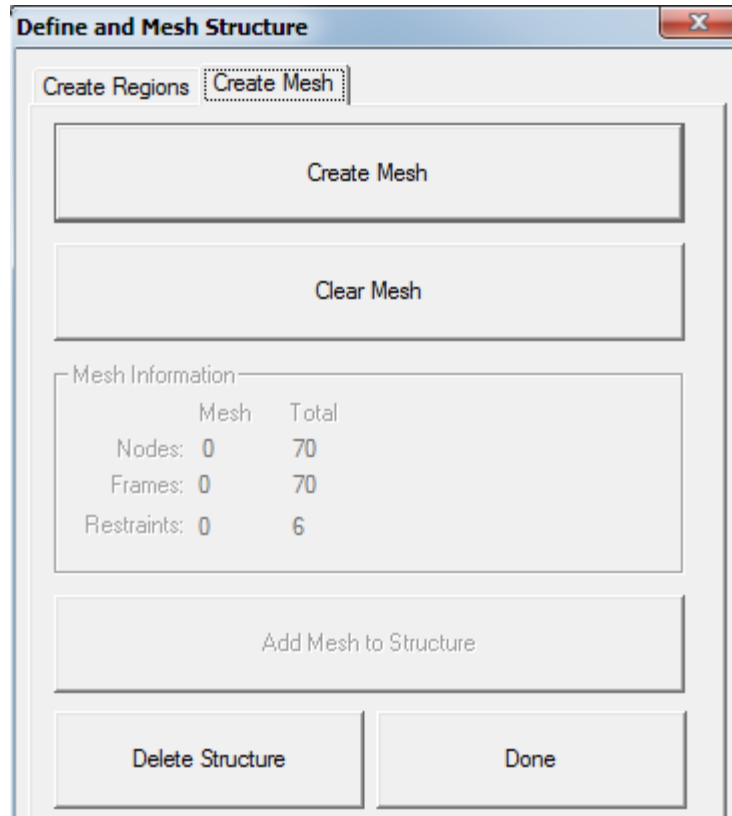 Define and Mesh Structure
Create Regions Create Mesh
Create Mesh
Clear Mesh
Mesh Information
Mesh Total
Nodes: 0 70
Frames: 0 70
Restraints: 0 6
Add Mesh to Structure
Delete Structure Done